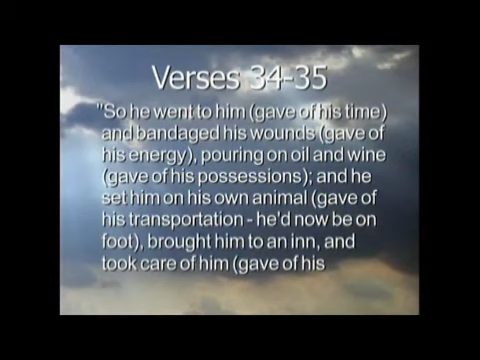 Verses 34-35
"So he went to him (gave of his time)
and bandaged his wounds (gave of
his energy), pouring on oil and wine
(gave of his possessions); and he
set him on his own animal (gave of
his transportation - he'd now be on
foot), brought him to an inn, and
took care of him (gave of his